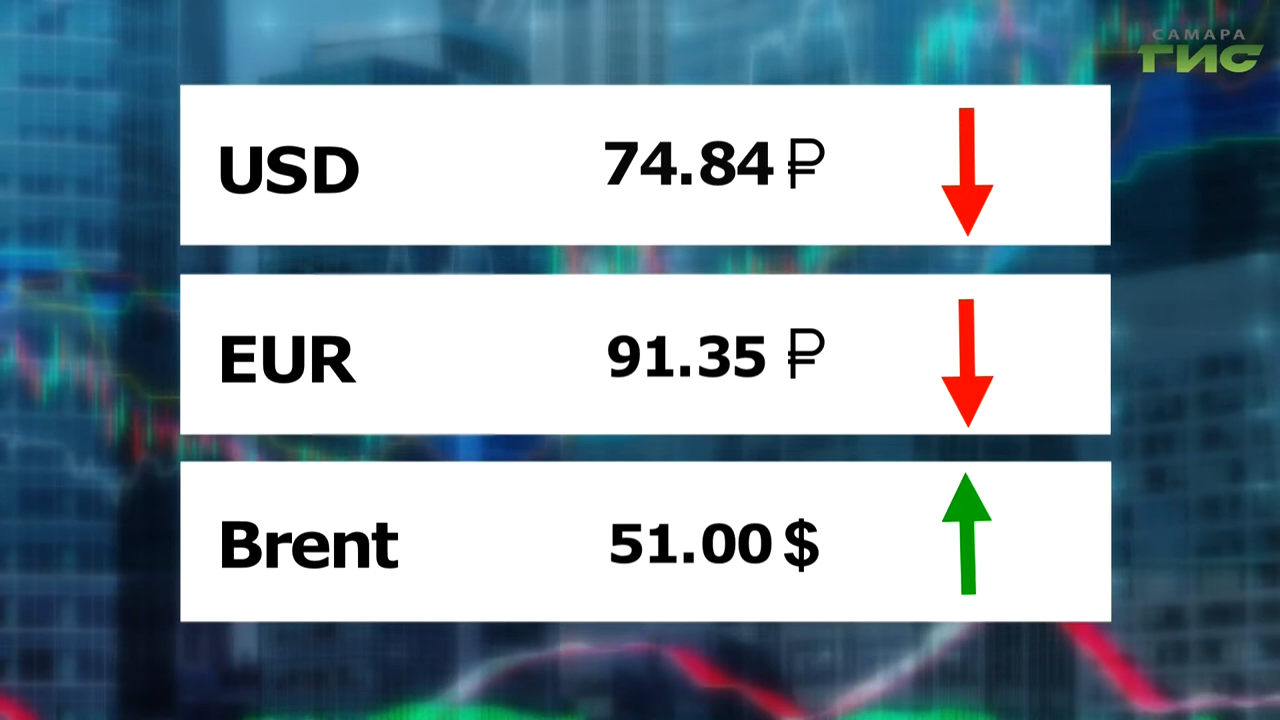 САМАРА
ГИС
USD 74.84 ₽
EUR 91.35 ₽
Brent 51.00 $